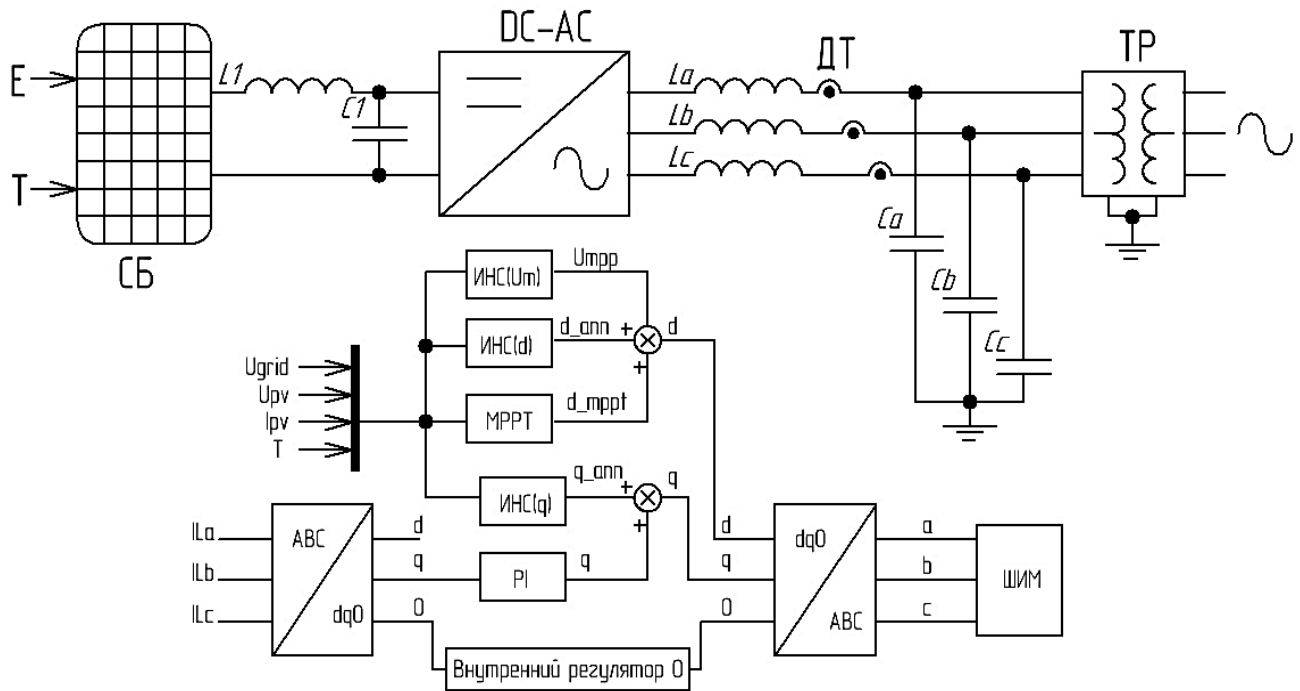 DC-AC
E
T
СБ
L1
C1
La
Lb
Lc
ДТ
ТР
Ca
Cb
Cc
ИНС(Um)
Umpp
ИНС(d)
d_ann
+
d
MPPT
d_mppt
+
Ugrid
Upv
Ipv
T
ИНС(q)
q_ann
+
q
PI
q
+
ILa
ILb
ILc
ABC
dq0
d
q
0
Внутренний регулятор 0
d
q
0
dq0
ABC
a
b
c
ШИМ